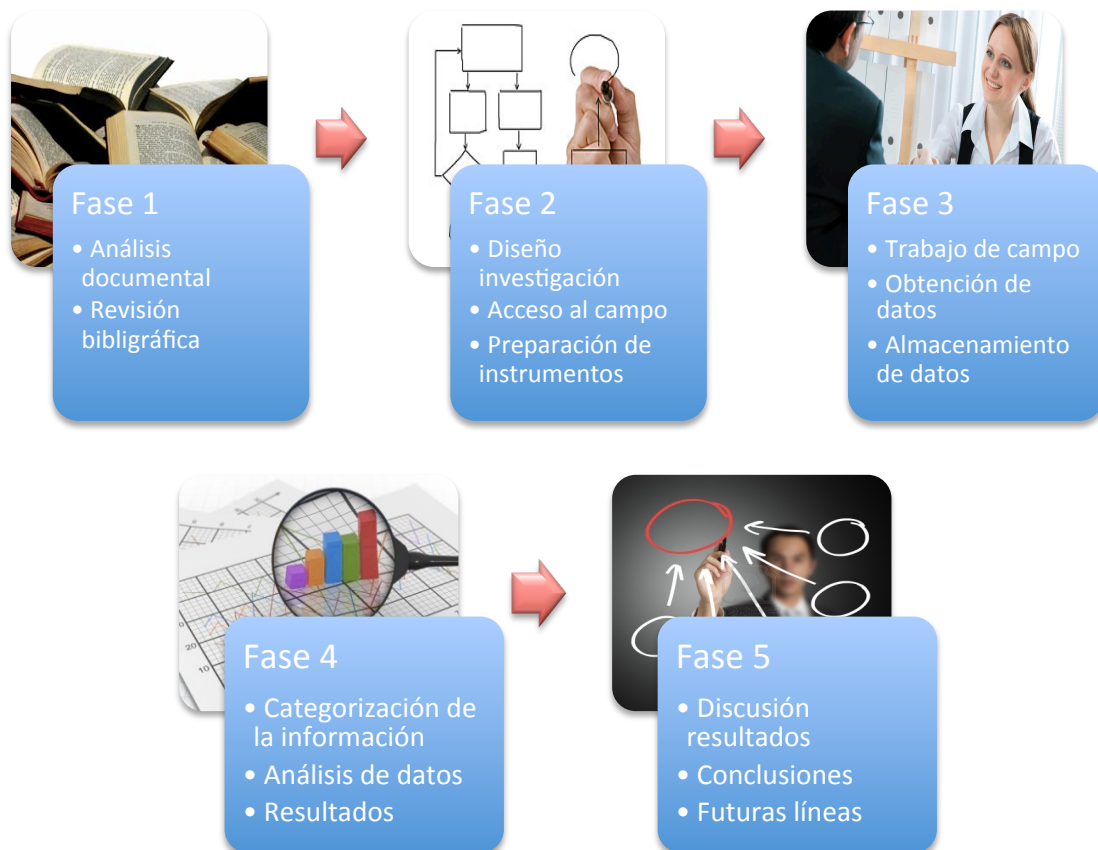 Fase 1
• Análisis
documental
• Revisión
bibligráfica
Fase 2
• Diseño
investigación
• Acceso al campo
• Preparación de
instrumentos
Fase 3
• Trabajo de campo
• Obtención de
datos
• Almacenamiento
de datos
Fase 4
• Categorización de
la información
• Análisis de datos
• Resultados
Fase 5
• Discusión
resultados
• Conclusiones
• Futuras líneas